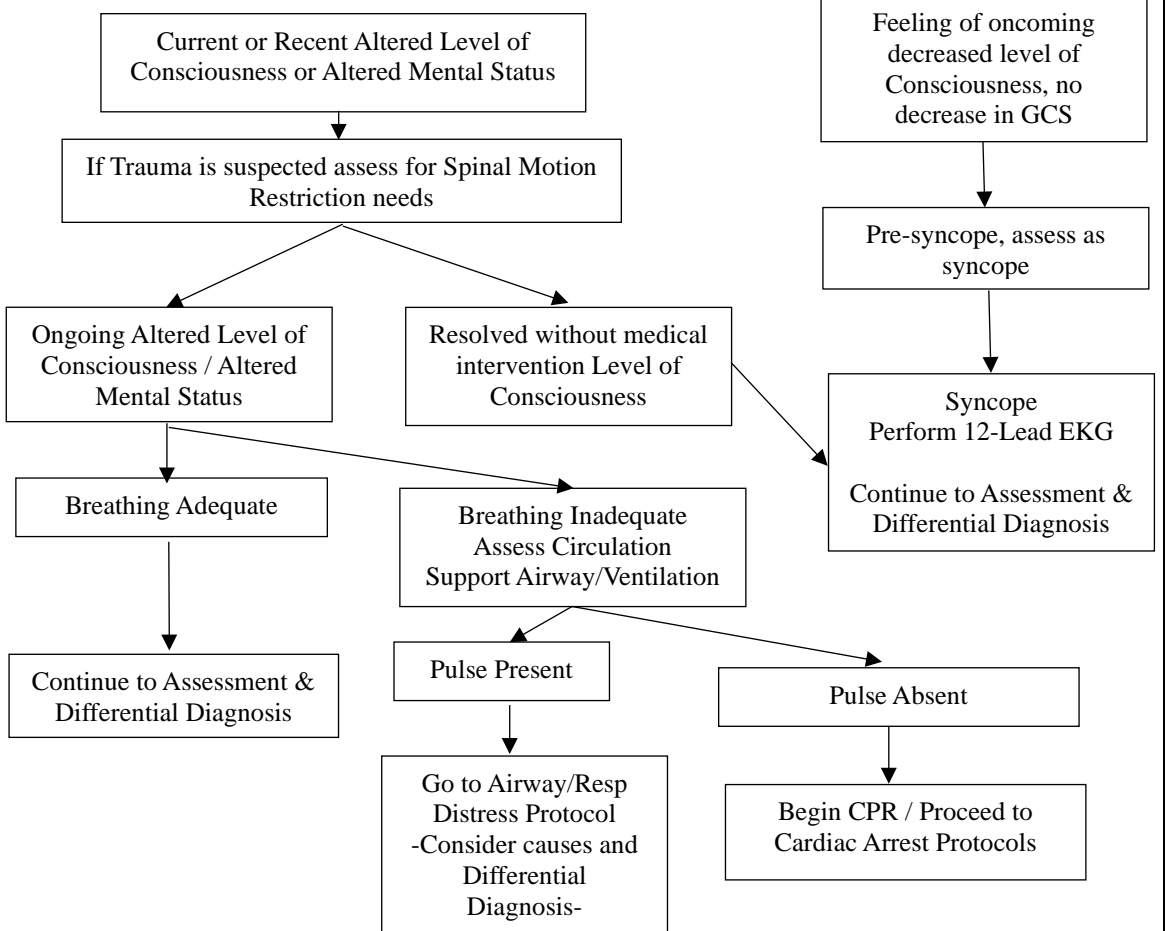 Current or Recent Altered Level of
Consciousness or Altered Mental Status
Feeling of oncoming
decreased level of
Consciousness, no
decrease in GCS
If Trauma is suspected assess for Spinal Motion
Restriction needs
Pre-syncope, assess as
syncope
Ongoing Altered Level of
Consciousness / Altered
Mental Status
Resolved without medical
intervention Level of
Consciousness
Syncope
Perform 12-Lead EKG
Continue to Assessment &
Differential Diagnosis
Breathing Adequate
Breathing Inadequate
Assess Circulation
Support Airway/Ventilation
Continue to Assessment &
Differential Diagnosis
Pulse Present
Pulse Absent
Go to Airway/Resp
Distress Protocol
-Consider causes and
Differential
Diagnosis-
Begin CPR / Proceed to
Cardiac Arrest Protocols